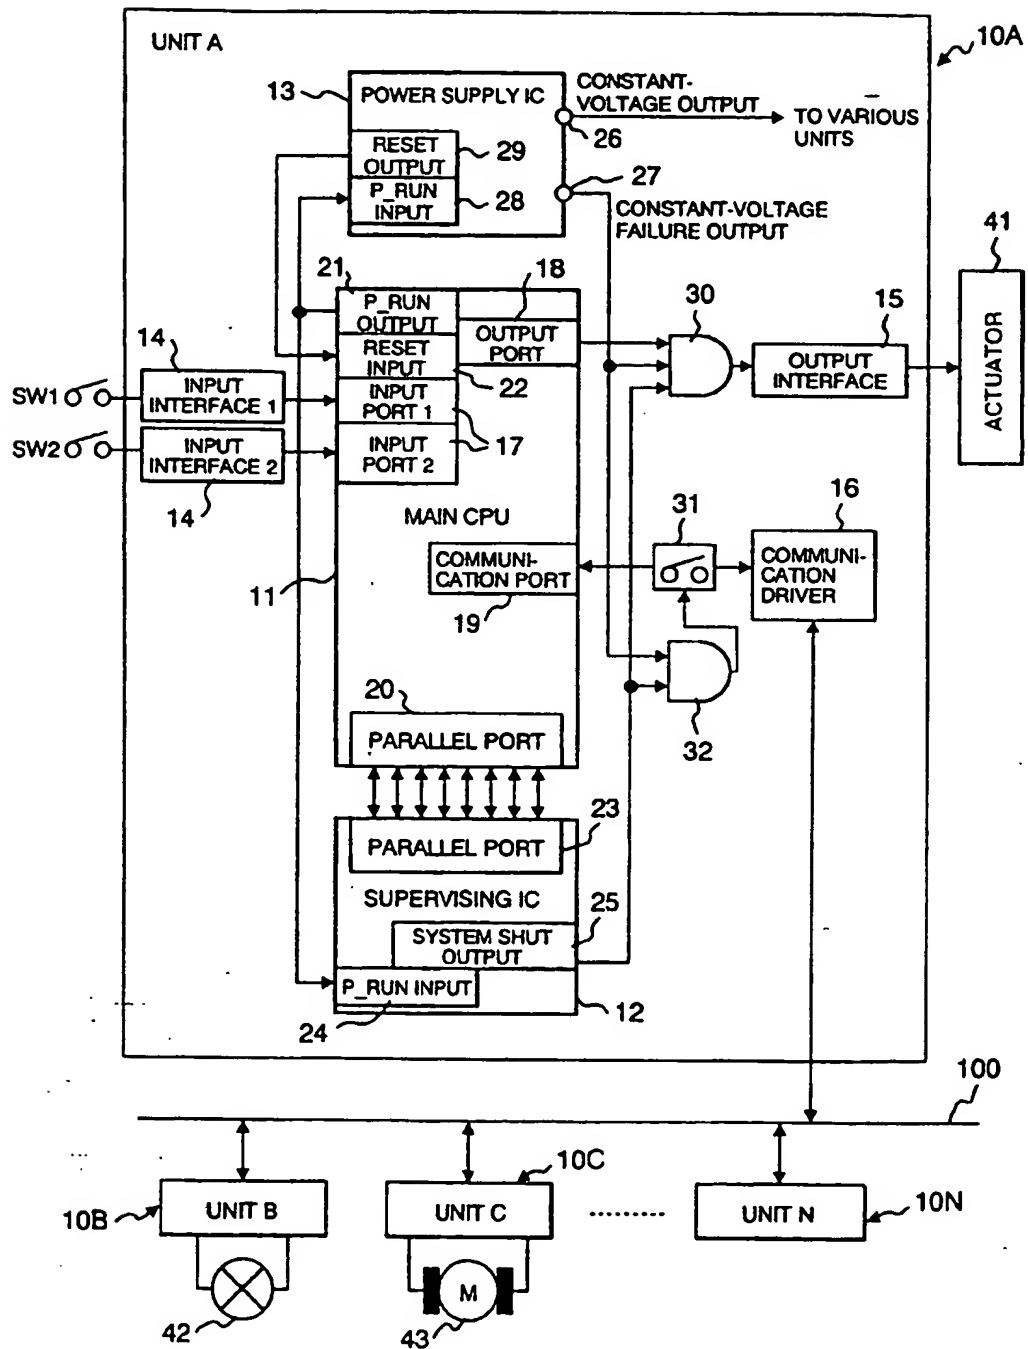 UNIT A
10A
13
POWER SUPPLY IC
CONSTANT-
VOLTAGE OUTPUT
26
TO VARIOUS
UNITS
RESET
OUTPUT
29
P_RUN
INPUT
28
27
CONSTANT-VOLTAGE
FAILURE OUTPUT
21
18
30
15
41
P_RUN
OUTPUT
OUTPUT
PORT
RESET
INPUT
22
OUTPUT
INTERFACE
ACTUATOR
14
SW1
INPUT
INTERFACE 1
INPUT
PORT 1
17
SW2
INPUT
INTERFACE 2
INPUT
PORT 2
14
MAIN CPU
31
16
11
COMMUNI-
CATION PORT
19
COMMUNI-
CATION
DRIVER
20
32
PARALLEL PORT
23
PARALLEL PORT
SUPERVISING IC
25
SYSTEM SHUT
OUTPUT
P_RUN INPUT
24
12
100
10B
UNIT B
10C
UNIT C
........
UNIT N
10N
42
M
43